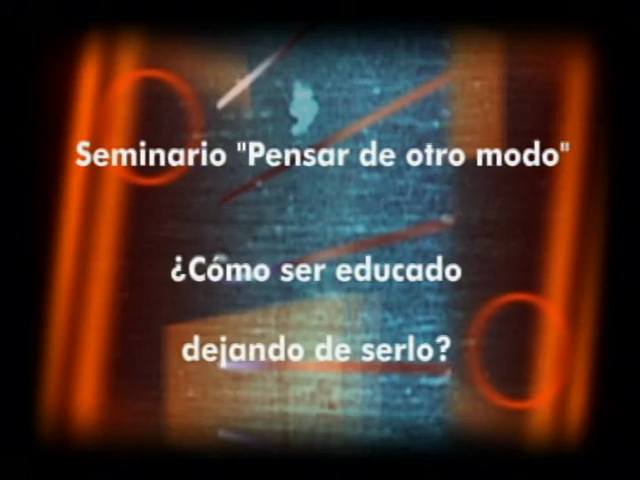 Seminario "Pensar de otro modo"
¿Cómo ser educado
dejando de serlo?